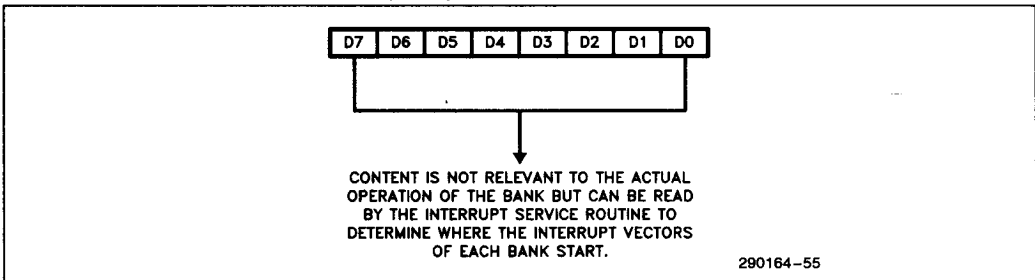 D7 D6 D5 D4 D3 D2 D1 D0
CONTENT IS NOT RELEVANT TO THE ACTUAL
OPERATION OF THE BANK BUT CAN BE READ
BY THE INTERRUPT SERVICE ROUTINE TO
DETERMINE WHERE THE INTERRUPT VECTORS
OF EACH BANK START.
290164-55